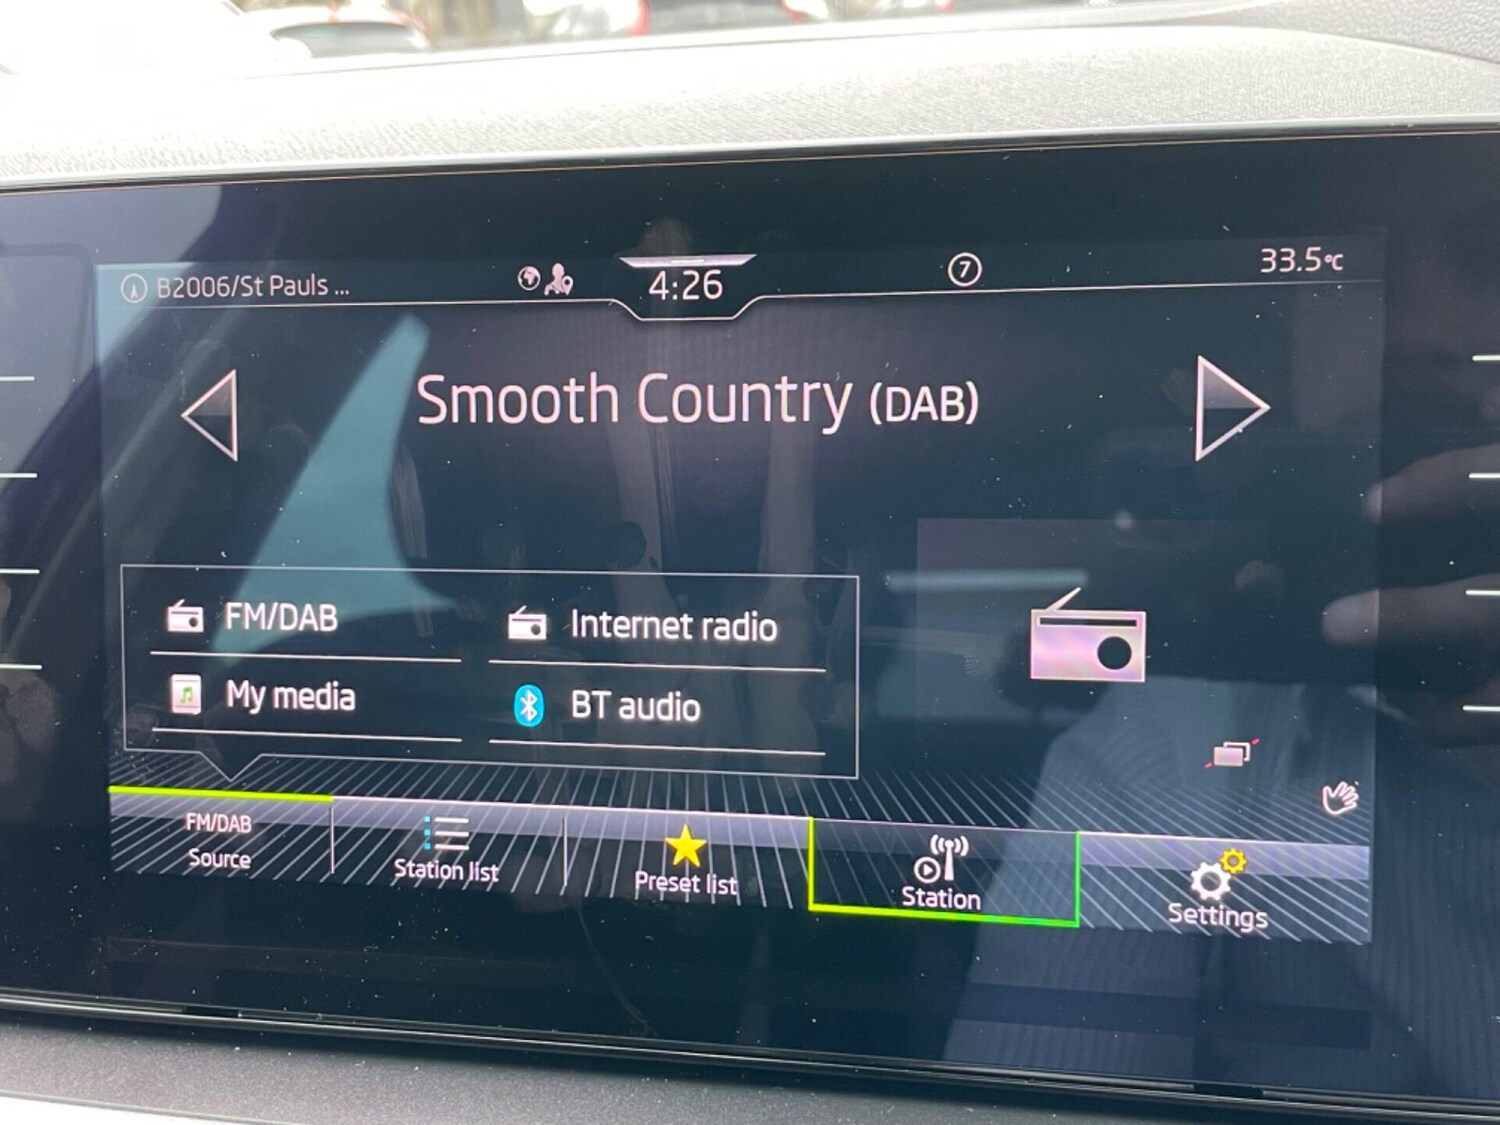 B2006/St Pauls ...
4:26
7
33.5°C
Smooth Country (DAB)
FM/DAB
Internet radio
My media
BT audio
FM/DAB
Source
Station list
Preset list
Station
Settings